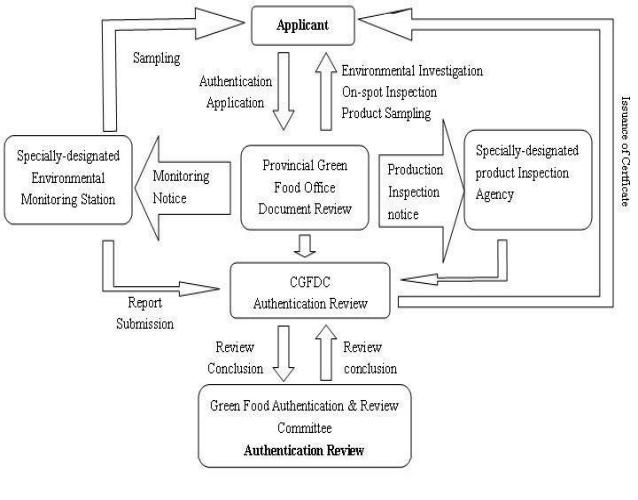 Applicant
Sampling
Authentication
Application
Environmental Investigation
On-spot Inspection
Product Sampling
Specially-designated
Environmental
Monitoring Station
Monitoring
Notice
Provincial Green
Food Office
Document Review
Production
Inspection
notice
Specially-designated
product Inspection
Agency
Issuance of Certficate
CGFDC
Authentication Review
Report
Submission
Review
Conclusion
Review
conclusion
Green Food Authentication & Review
Committee
Authentication Review